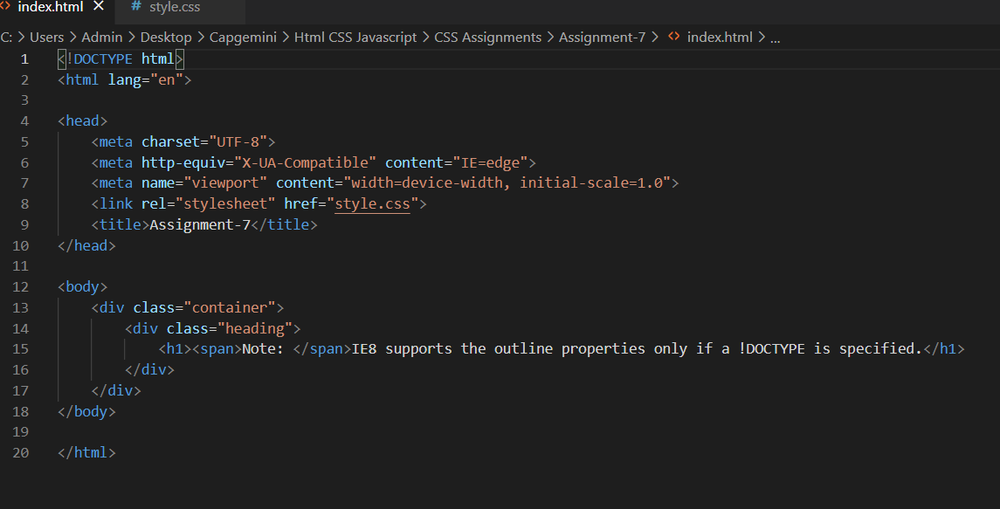 index.html × # style.css
C: > Users > Admin > Desktop > Capgemini > Html CSS Javascript > CSS Assignments > Assignment-7 > <> index.html > ...
1 <!DOCTYPE html>
2 <html lang="en">
3
4 <head>
5     <meta charset="UTF-8">
6     <meta http-equiv="X-UA-Compatible" content="IE=edge">
7     <meta name="viewport" content="width=device-width, initial-scale=1.0">
8     <link rel="stylesheet" href="style.css">
9     <title>Assignment-7</title>
10 </head>
11
12 <body>
13     <div class="container">
14         <div class="heading">
15             <h1><span>Note: </span>IE8 supports the outline properties only if a !DOCTYPE is specified.</h1>
16         </div>
17     </div>
18 </body>
19
20 </html>